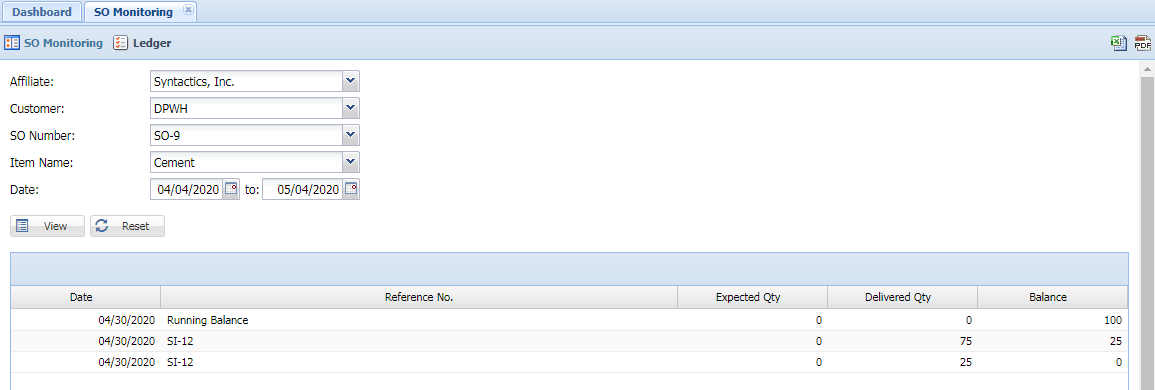 Dashboard SO Monitoring
SO Monitoring Ledger PDF
Affiliate: Syntactics, Inc.
Customer: DPWH
SO Number: SO-9
Item Name: Cement
Date: 04/04/2020 to: 05/04/2020
View Reset
Date Reference No. Expected Qty Delivered Qty Balance
04/30/2020 Running Balance 0 0 100
04/30/2020 SI-12 0 75 25
04/30/2020 SI-12 0 25 0